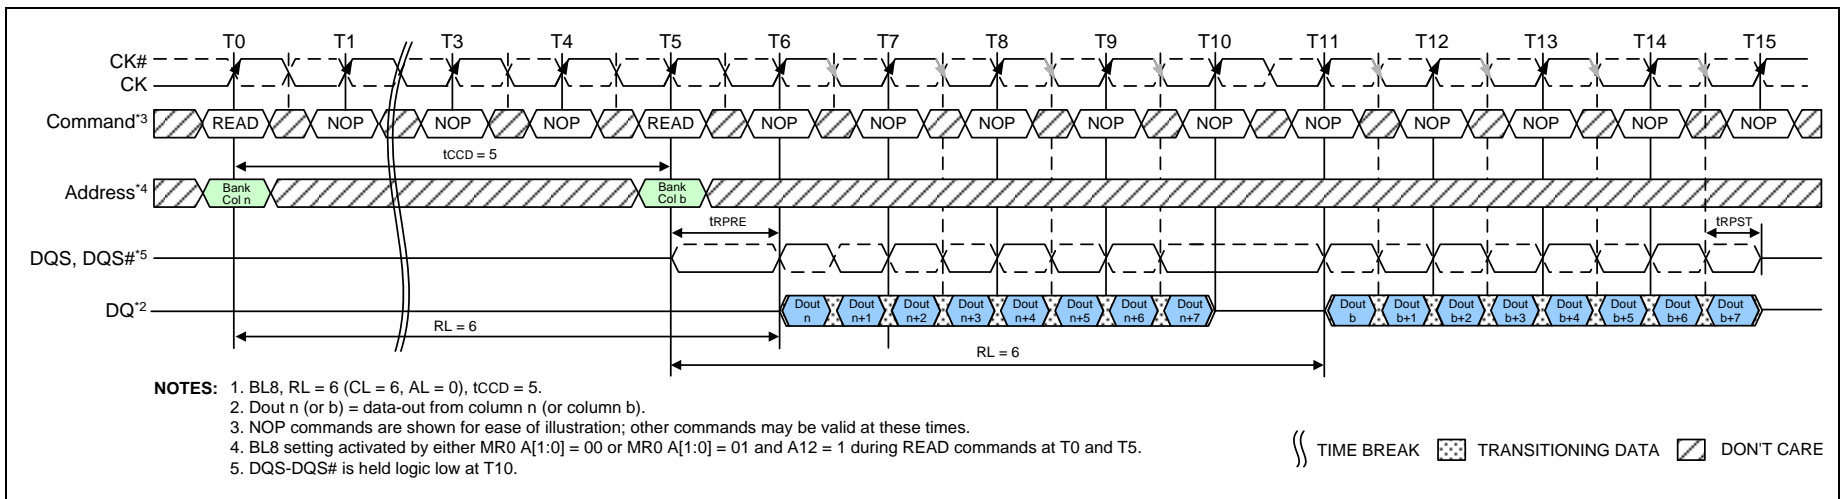 T0 T1 T3 T4 T5 T6 T7 T8 T9 T10 T11 T12 T13 T14 T15
CK#
CK
Command*3 READ NOP NOP NOP READ NOP NOP NOP NOP NOP NOP NOP NOP NOP NOP
tCCD = 5
Address*4 Bank Col n Bank Col b
tRPRE tRPST
DQS, DQS#*5
DQ*2 Dout n Dout n+1 Dout n+2 Dout n+3 Dout n+4 Dout n+5 Dout n+6 Dout n+7 Dout b Dout b+1 Dout b+2 Dout b+3 Dout b+4 Dout b+5 Dout b+6 Dout b+7
RL = 6
RL = 6
NOTES: 1. BL8, RL = 6 (CL = 6, AL = 0), tCCD = 5.
2. Dout n (or b) = data-out from column n (or column b).
3. NOP commands are shown for ease of illustration; other commands may be valid at these times.
4. BL8 setting activated by either MR0 A[1:0] = 00 or MR0 A[1:0] = 01 and A12 = 1 during READ commands at T0 and T5.
5. DQS-DQS# is held logic low at T10.
TIME BREAK TRANSITIONING DATA DON'T CARE